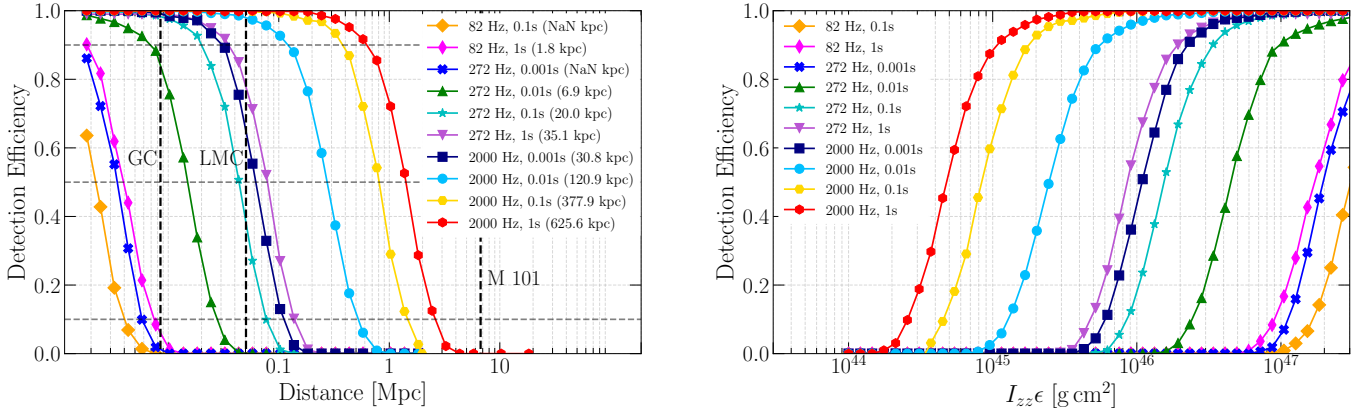 Detection Efficiency
1.0
0.8
0.6
0.4
0.2
0.0
0.1
1
10
Distance [Mpc]
GC
LMC
M 101
82 Hz, 0.1s (NaN kpc)
82 Hz, 1s (1.8 kpc)
272 Hz, 0.001s (NaN kpc)
272 Hz, 0.01s (6.9 kpc)
272 Hz, 0.1s (20.0 kpc)
272 Hz, 1s (35.1 kpc)
2000 Hz, 0.001s (30.8 kpc)
2000 Hz, 0.01s (120.9 kpc)
2000 Hz, 0.1s (377.9 kpc)
2000 Hz, 1s (625.6 kpc)
Detection Efficiency
1.0
0.8
0.6
0.4
0.2
0.0
10^44
10^45
10^46
10^47
I_{zz}ϵ [g cm²]
82 Hz, 0.1s
82 Hz, 1s
272 Hz, 0.001s
272 Hz, 0.01s
272 Hz, 0.1s
272 Hz, 1s
2000 Hz, 0.001s
2000 Hz, 0.01s
2000 Hz, 0.1s
2000 Hz, 1s